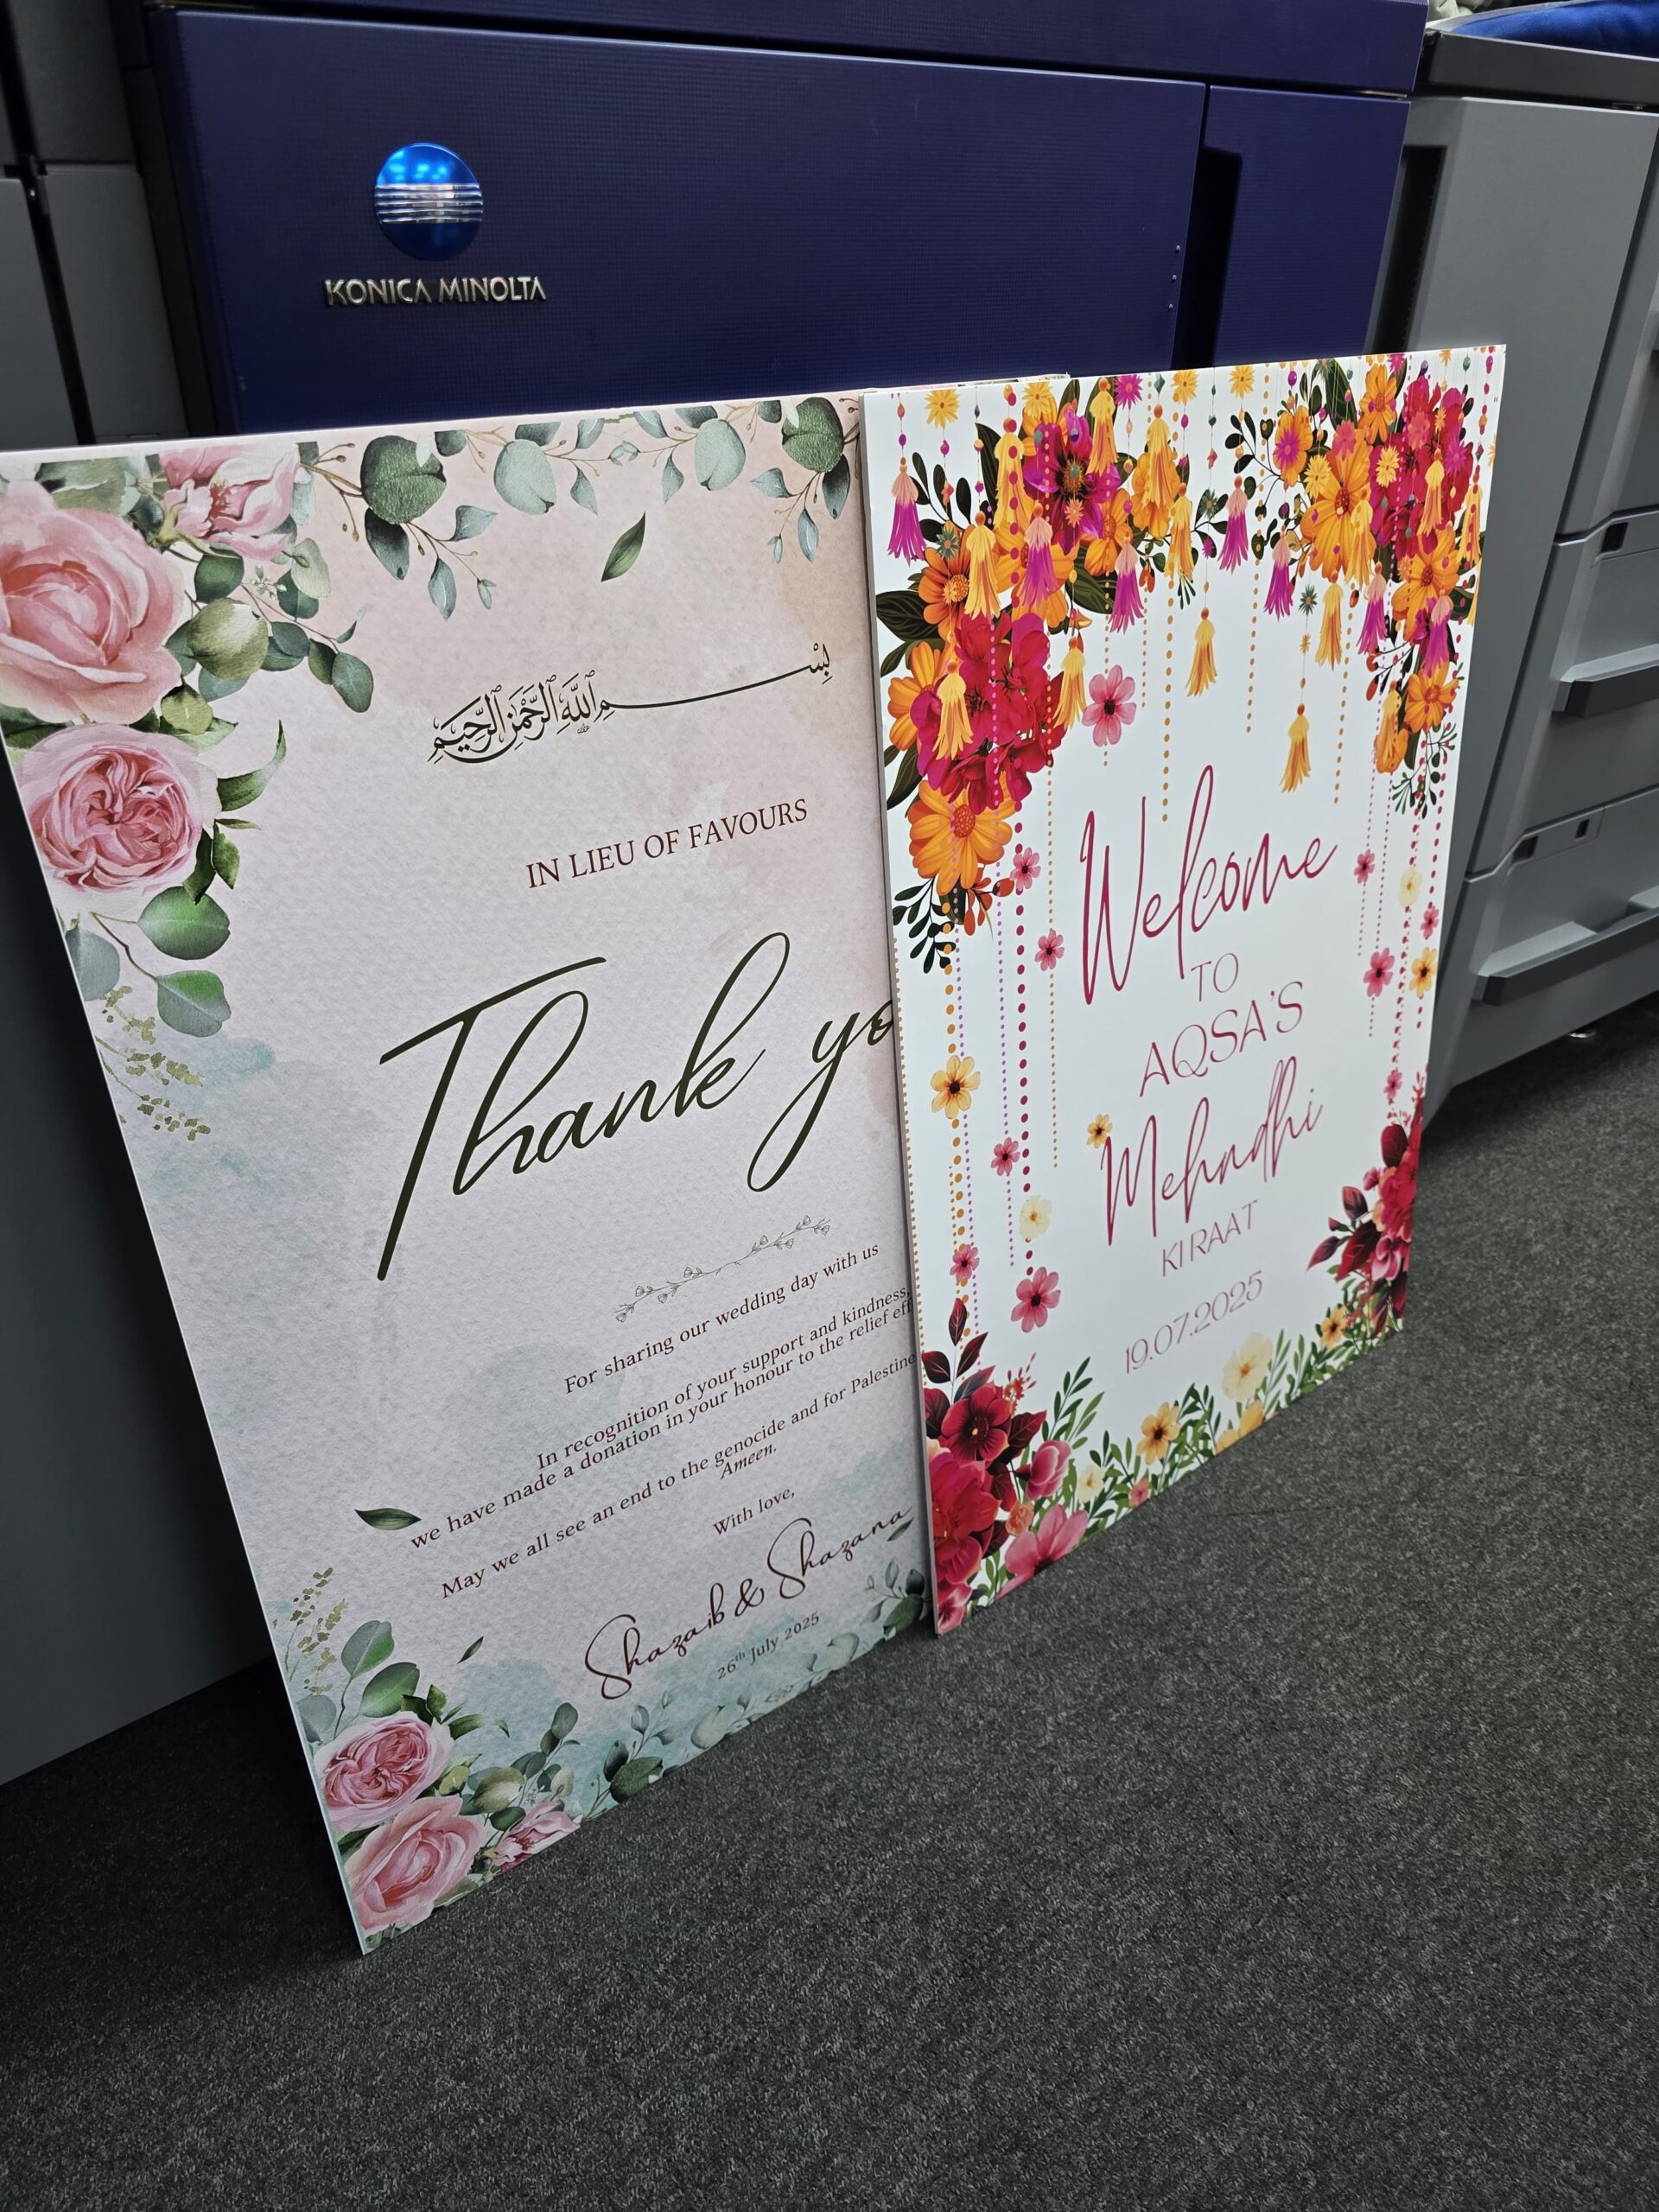 KONICA MINOLTA
بِسْمِ اللَّهِ الرَّحْمَٰنِ الرَّحِيمِ
IN LIEU OF FAVOURS
Thank yo
For sharing our wedding day with us
In recognition of your support and kindness,
we have made a donation in your honour to the relief
May we all see an end to the genocide and for Palestine
Ameen.
With love,
Shazaib & Shazana
26th July 2025
Welcome
TO
AQSA'S
Mehndhi
KI RAAT
19.07.2025